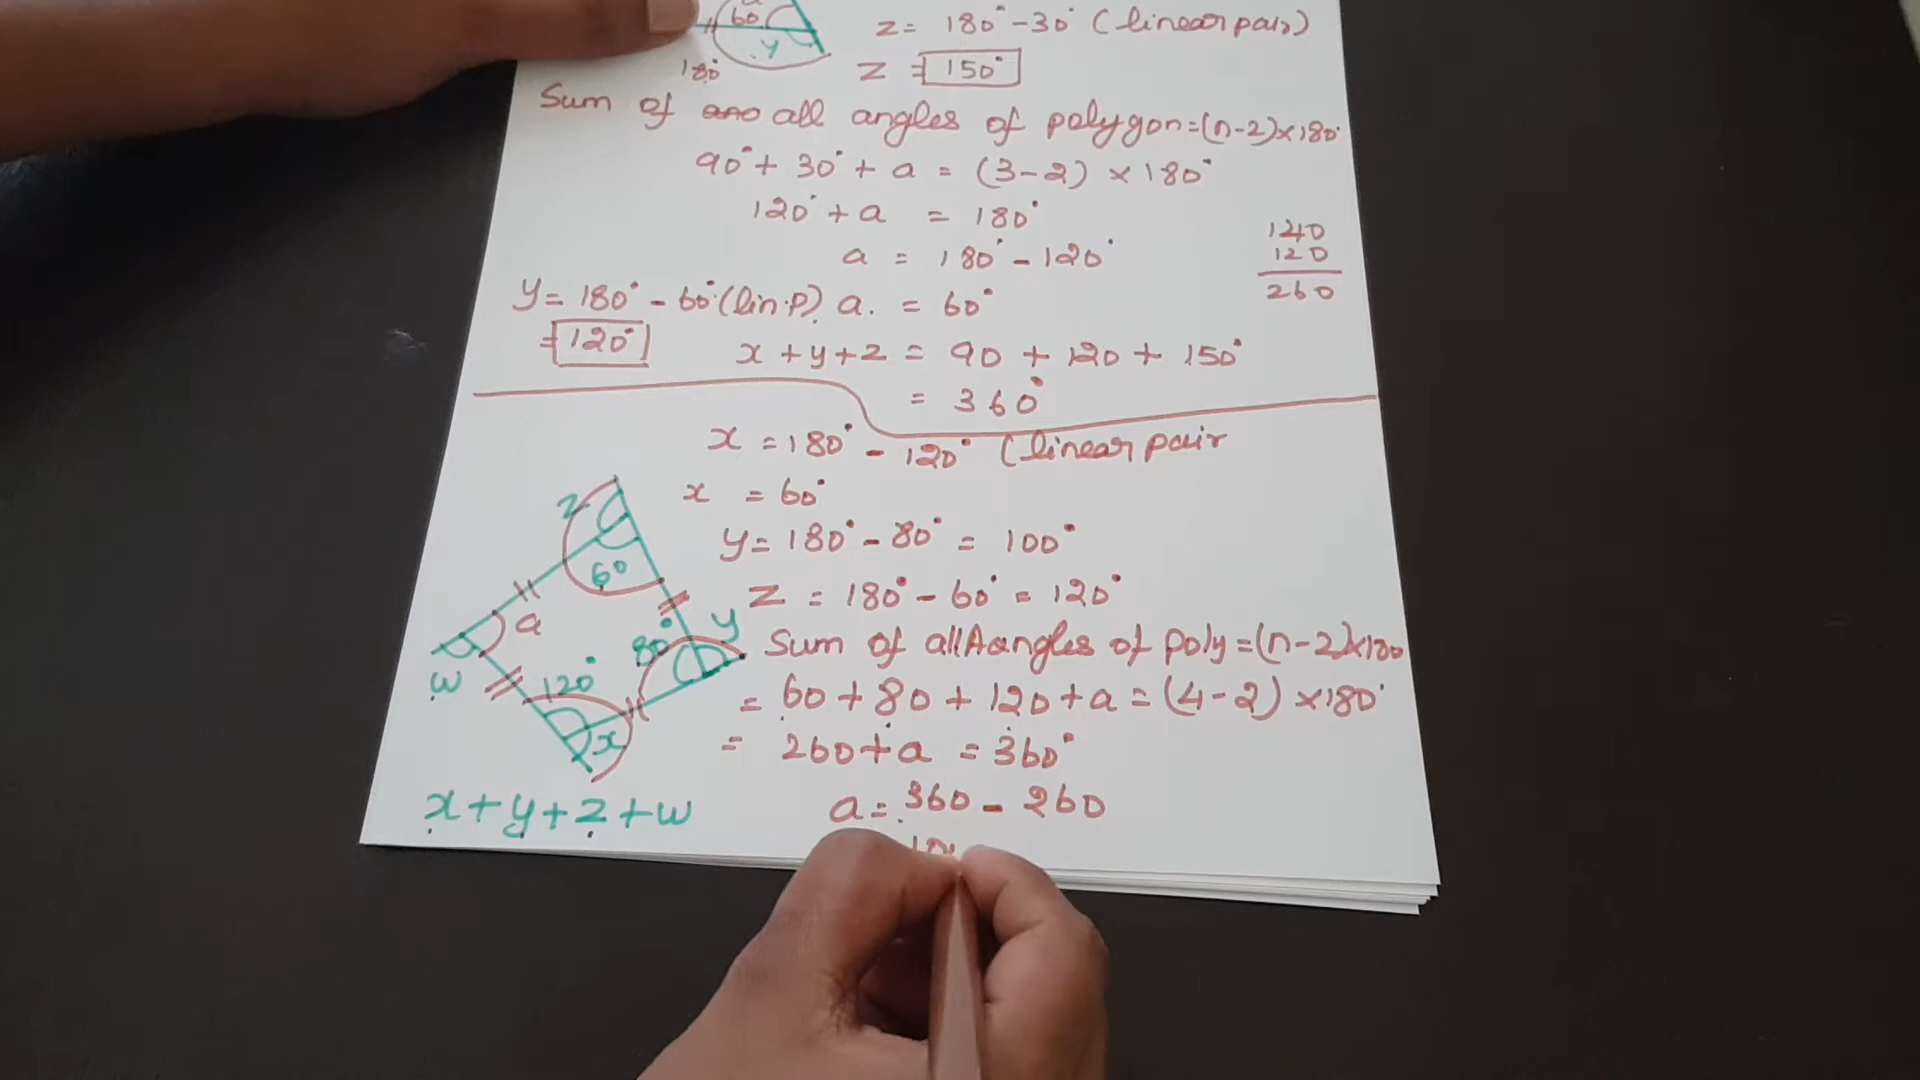 a
60
y
180°
z = 180° - 30° (linear pair)
z = 150°
Sum of all angles of polygon = (n-2)×180°
90° + 30° + a = (3-2) × 180°
120° + a = 180°
a = 180° - 120°
140
120
260
y = 180° - 60° (lin.p) a. = 60°
= 120°
x + y + z = 90 + 120 + 150°
= 360°
x = 180° - 120° (linear pair
x = 60°
y = 180° - 80° = 100°
z = 180° - 60° = 120°
z
60
a
w
120°
80°
y
x
Sum of all Aangles of poly = (n-2)×180
= 60 + 80 + 120 + a = (4-2) ×180°
= 260 + a = 360°
a = 360 - 260
x + y + z + w